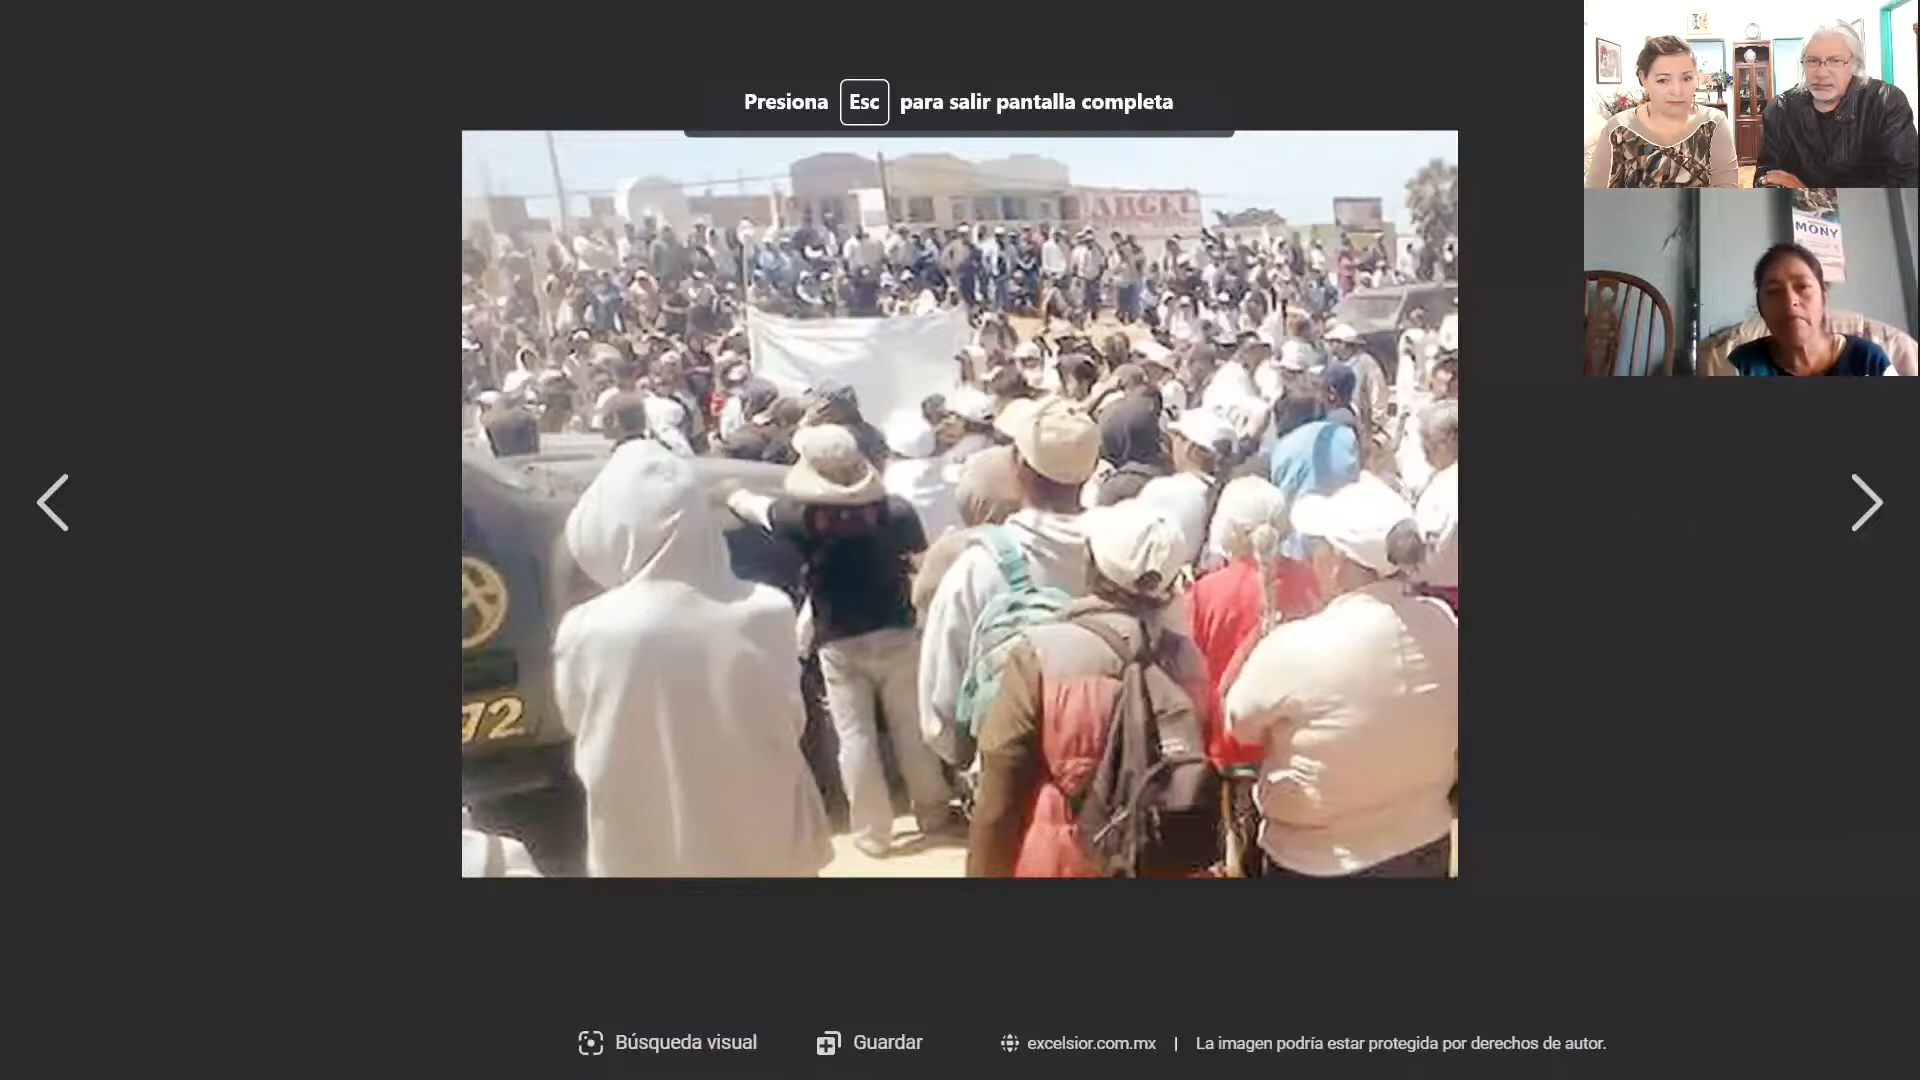 Presiona Esc para salir pantalla completa
MONY
72
Búsqueda visual
Guardar
excelsior.com.mx | La imagen podría estar protegida por derechos de autor.